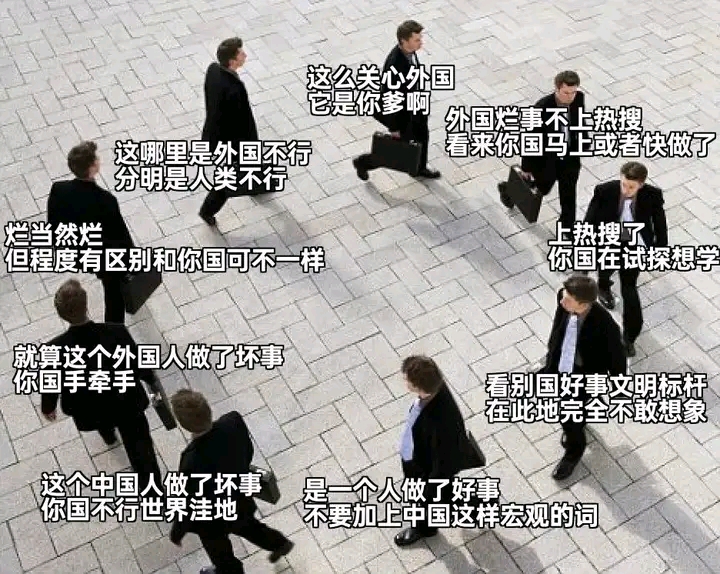 这么关心外国
它是你爹啊
外国烂事不上热搜
看来你国马上或者快做了
这哪里是外国不行
分明是人类不行
烂当然烂
但程度有区别和你国可不一样
上热搜了
你国在试探想学
就算这个外国人做了坏事
你国手牵手
看别国好事文明标杆
在此地完全不敢想象
这个中国人做了坏事
你国不行世界洼地
是一个人做了好事
不要加上中国这样宏观的词